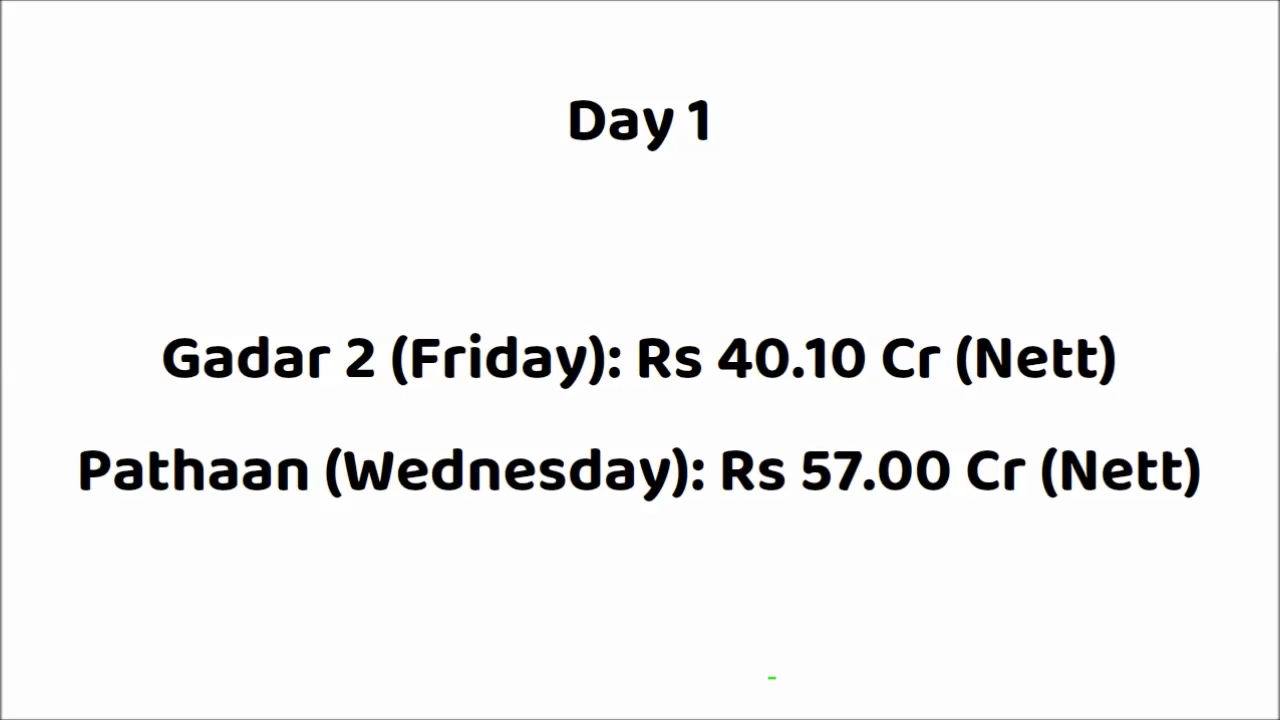 Day 1
Gadar 2 (Friday): Rs 40.10 Cr (Nett)
Pathaan (Wednesday): Rs 57.00 Cr (Nett)